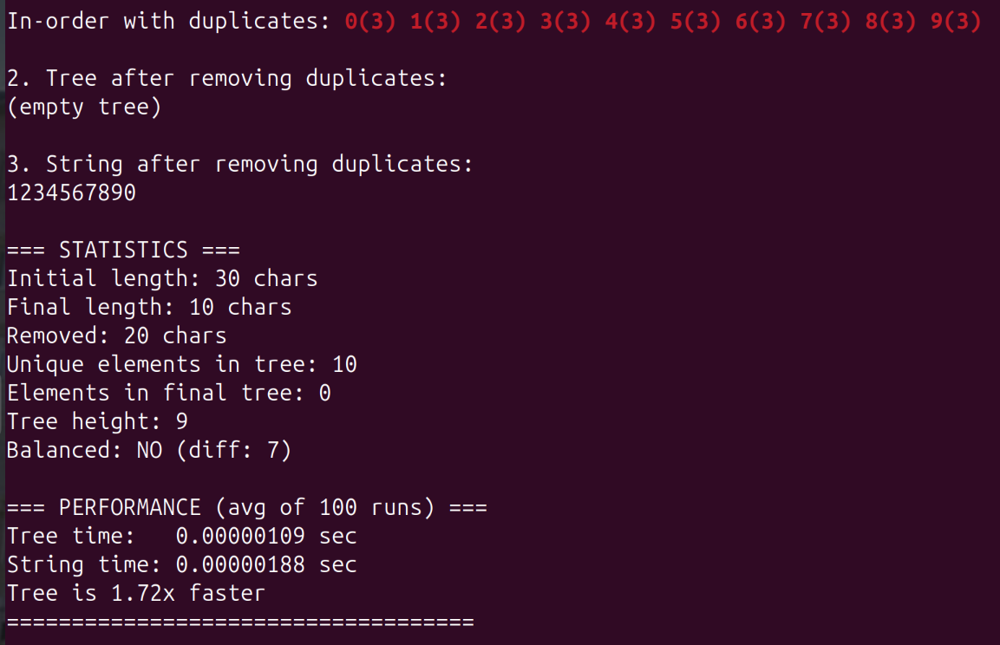 In-order with duplicates: 0(3) 1(3) 2(3) 3(3) 4(3) 5(3) 6(3) 7(3) 8(3) 9(3)
2. Tree after removing duplicates:
(empty tree)
3. String after removing duplicates:
1234567890
=== STATISTICS ===
Initial length: 30 chars
Final length: 10 chars
Removed: 20 chars
Unique elements in tree: 10
Elements in final tree: 0
Tree height: 9
Balanced: NO (diff: 7)
=== PERFORMANCE (avg of 100 runs) ===
Tree time:   0.00000109 sec
String time: 0.00000188 sec
Tree is 1.72x faster
====================================